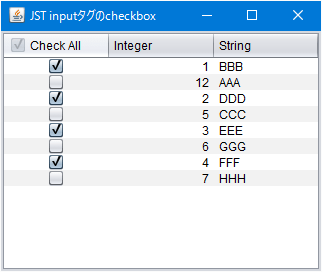 JST inputタグのcheckbox
Check All Integer String
1 BBB
12 AAA
2 DDD
5 CCC
3 EEE
6 GGG
4 FFF
7 HHH